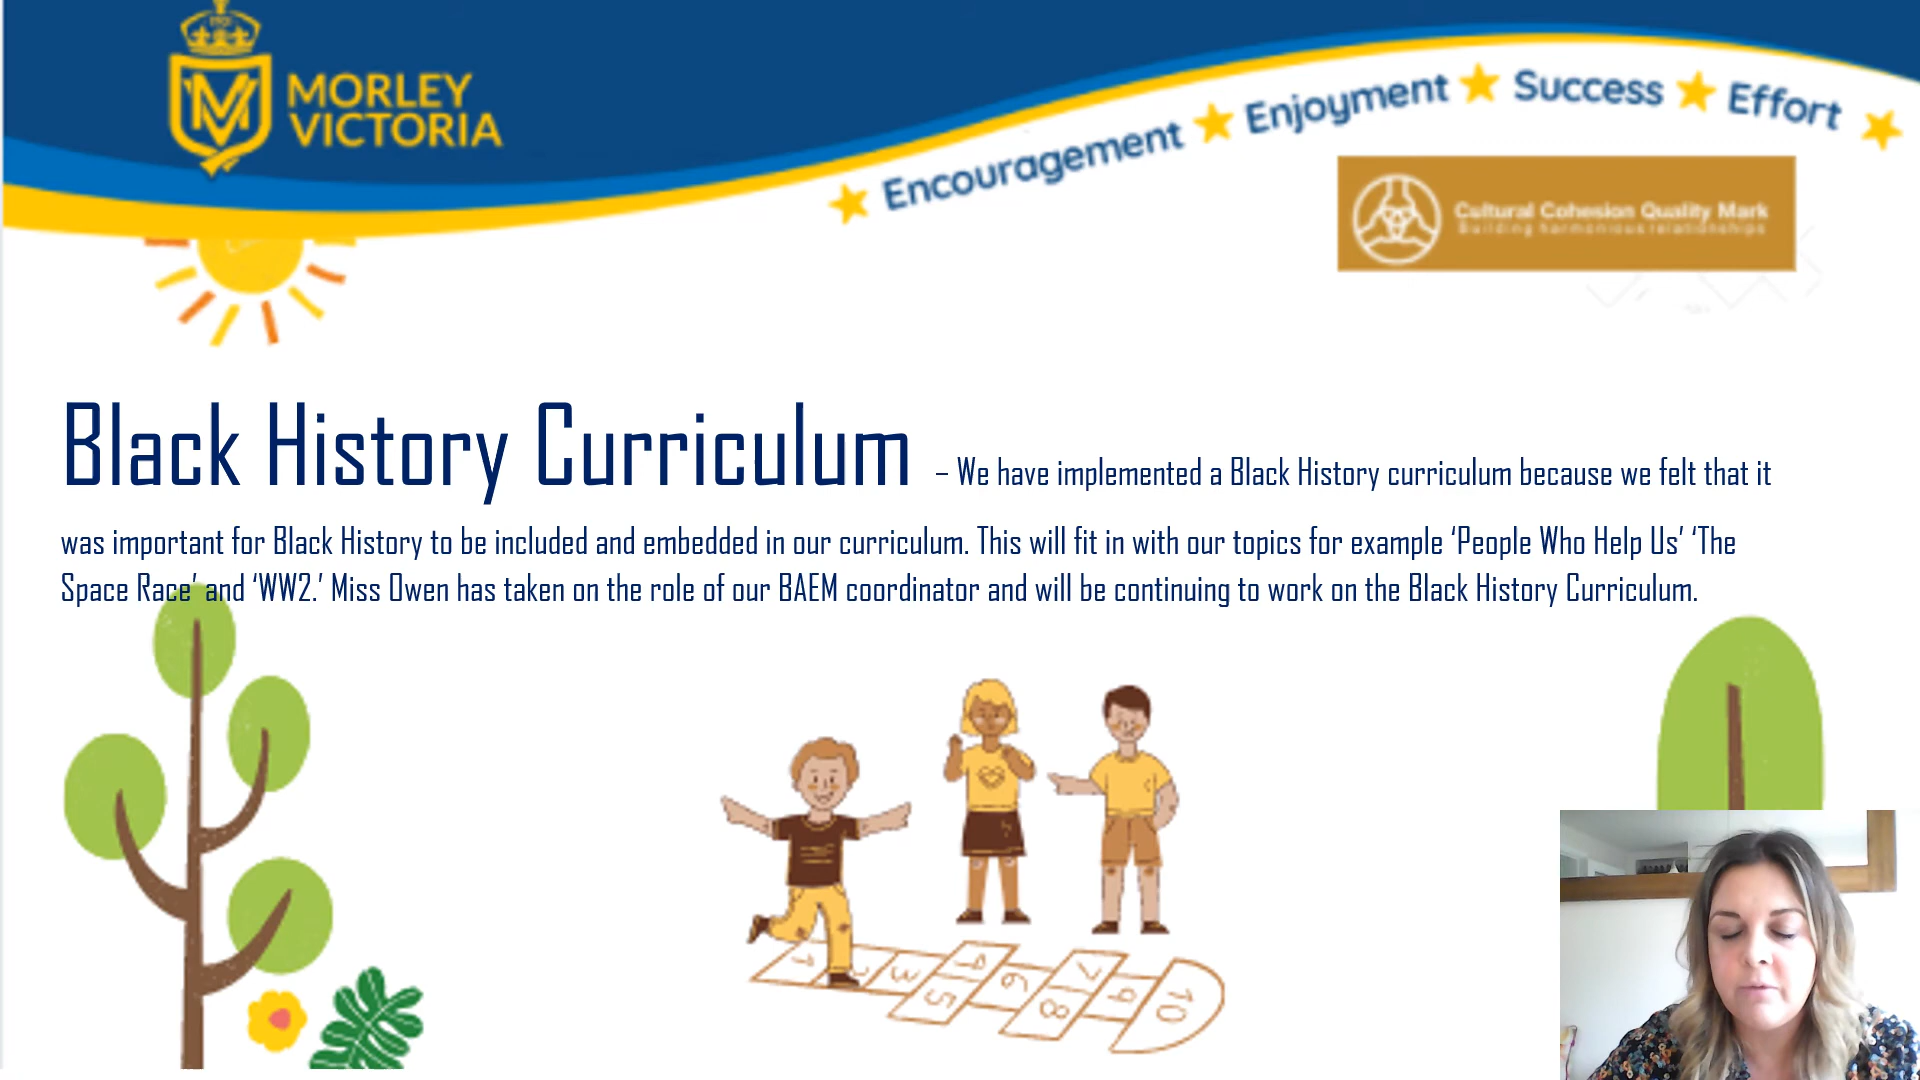 MORLEY
VICTORIA
Encouragement Enjoyment Success Effort
Cultural Cohesion Quality Mark
Building harmonious relationships
Black History Curriculum – We have implemented a Black History curriculum because we felt that it
was important for Black History to be included and embedded in our curriculum. This will fit in with our topics for example ‘People Who Help Us’ ‘The
Space Race’ and ‘WW2.’ Miss Owen has taken on the role of our BAEM coordinator and will be continuing to work on the Black History Curriculum.
1 2 3 4 5 6 7 8 9 10